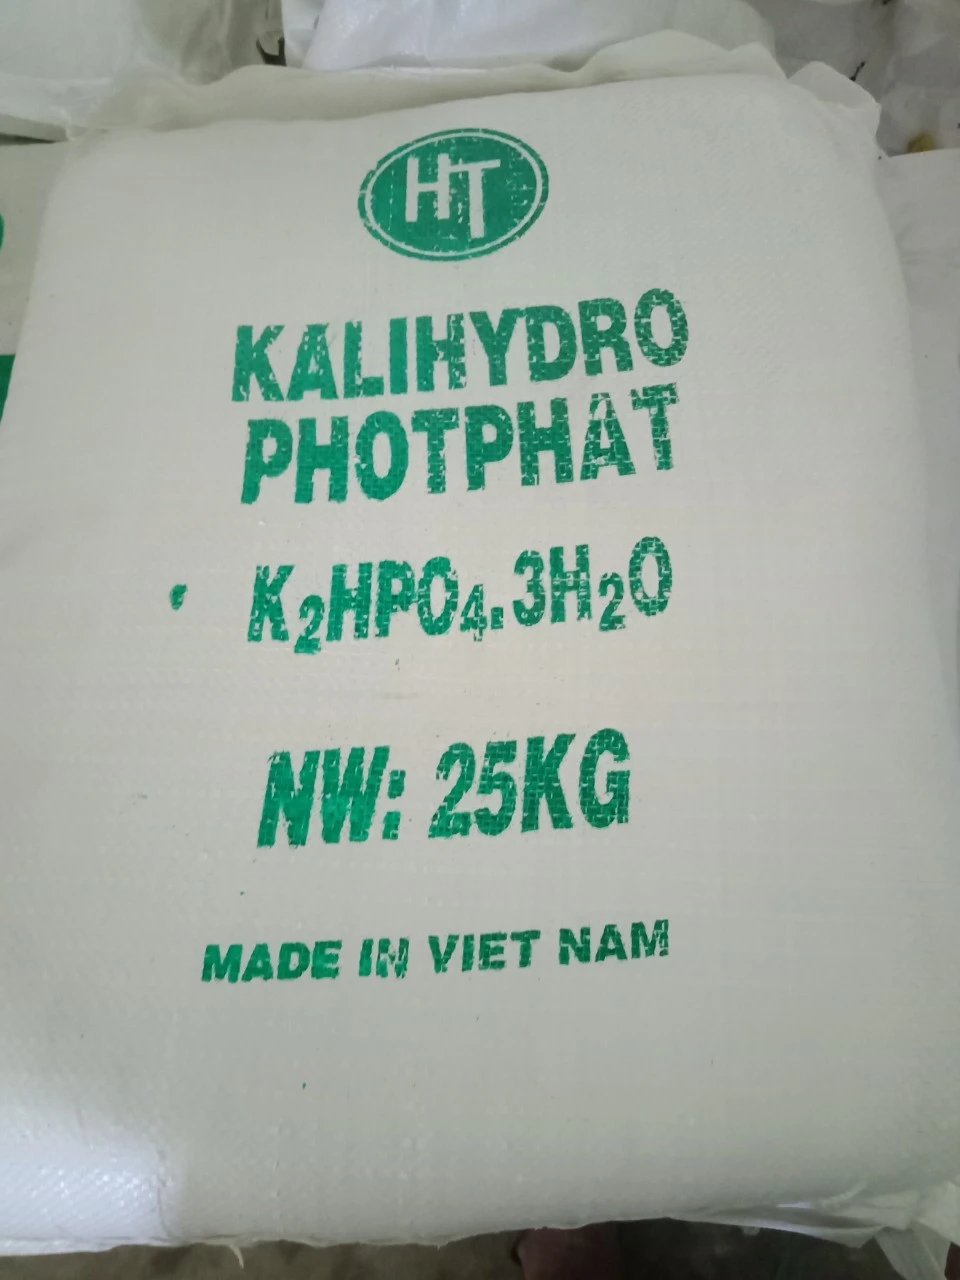 HT
KALIHYDRO
PHOTPHAT
K₂HPO₄.3H₂O
NW: 25KG
MADE IN VIET NAM